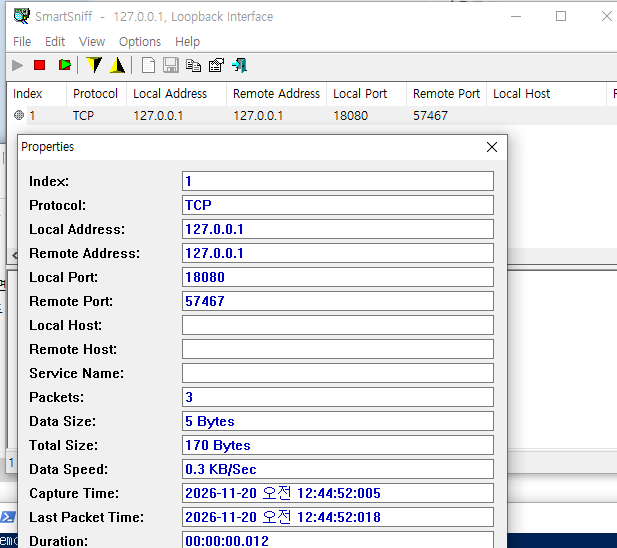 SmartSniff - 127.0.0.1, Loopback Interface
File Edit View Options Help
Index Protocol Local Address Remote Address Local Port Remote Port Local Host
1 TCP 127.0.0.1 127.0.0.1 18080 57467
Properties
Index: 1
Protocol: TCP
Local Address: 127.0.0.1
Remote Address: 127.0.0.1
Local Port: 18080
Remote Port: 57467
Local Host:
Remote Host:
Service Name:
Packets: 3
Data Size: 5 Bytes
Total Size: 170 Bytes
Data Speed: 0.3 KB/Sec
Capture Time: 2026-11-20 오전 12:44:52:005
Last Packet Time: 2026-11-20 오전 12:44:52:018
Duration: 00:00:00.012
1